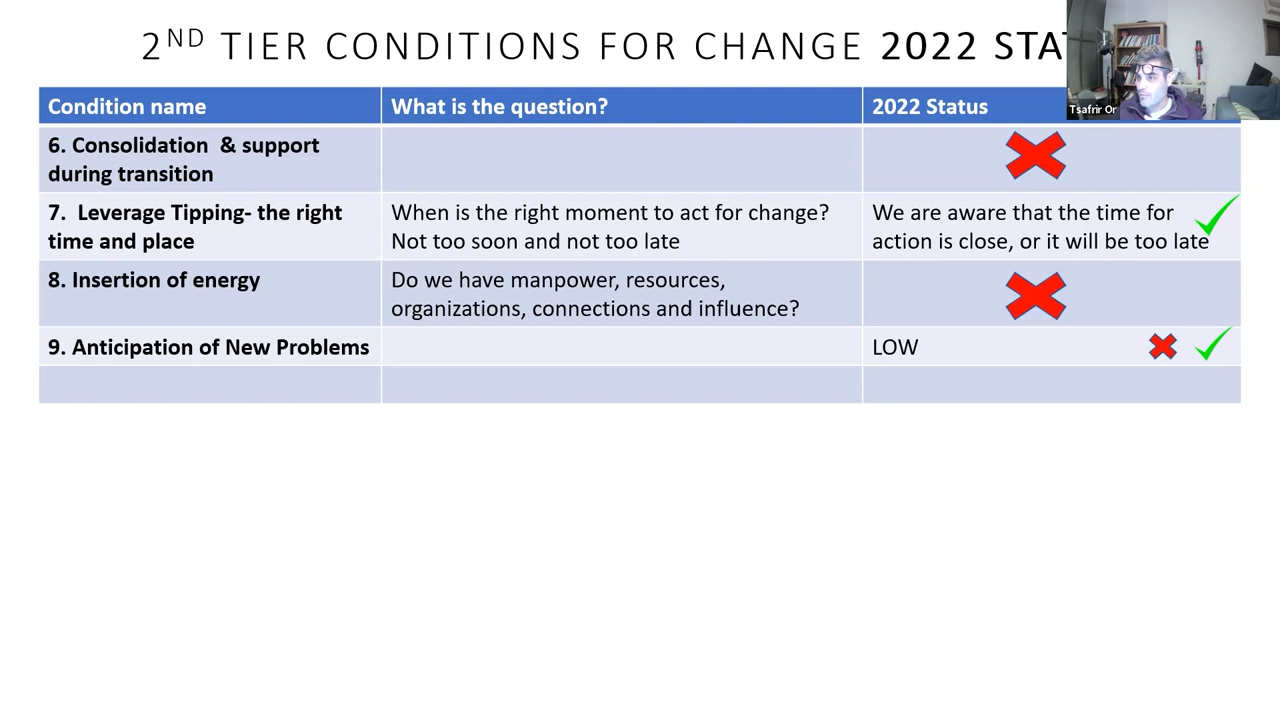 2ND TIER CONDITIONS FOR CHANGE 2022 STAT
Tsafrir Or
Condition name
What is the question?
2022 Status
6. Consolidation & support
during transition
7. Leverage Tipping- the right
time and place
When is the right moment to act for change?
Not too soon and not too late
We are aware that the time for
action is close, or it will be too late
8. Insertion of energy
Do we have manpower, resources,
organizations, connections and influence?
9. Anticipation of New Problems
LOW